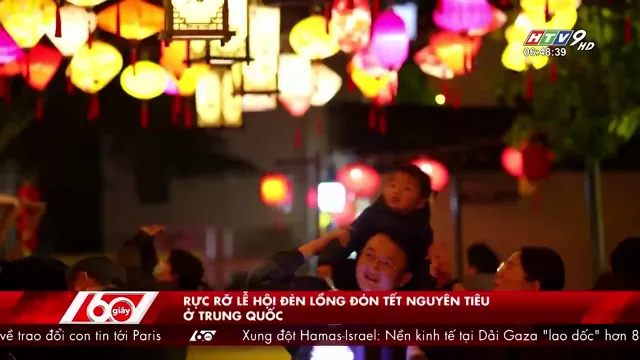 HTV9 HD
06:48:39
60 giây
RỰC RỠ LỄ HỘI ĐÈN LỒNG ĐÓN TẾT NGUYÊN TIÊU
Ở TRUNG QUỐC
về trao đổi con tin tới Paris Xung đột Hamas-Israel: Nền kinh tế tại Dải Gaza "lao dốc" hơn 8